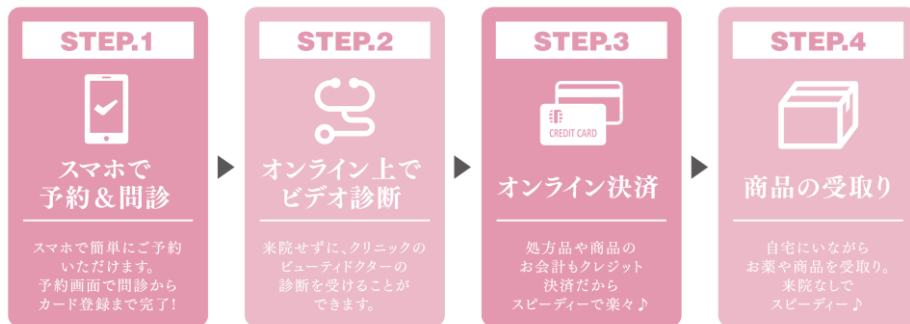 STEP.1
スマホで
予約＆問診
スマホで簡単にご予約
いただけます。
予約画面で問診から
カード登録まで完了!
STEP.2
オンライン上で
ビデオ診断
来院せずに、クリニックの
ビューティドクターの
診断を受けることが
できます。
STEP.3
CREDIT CARD
オンライン決済
処方品や商品の
お会計もクレジット
決済だから
スピーディーで楽々♪
STEP.4
商品の受取り
自宅にいながら
お薬や商品を受取り。
来院なしで
スピーディー♪